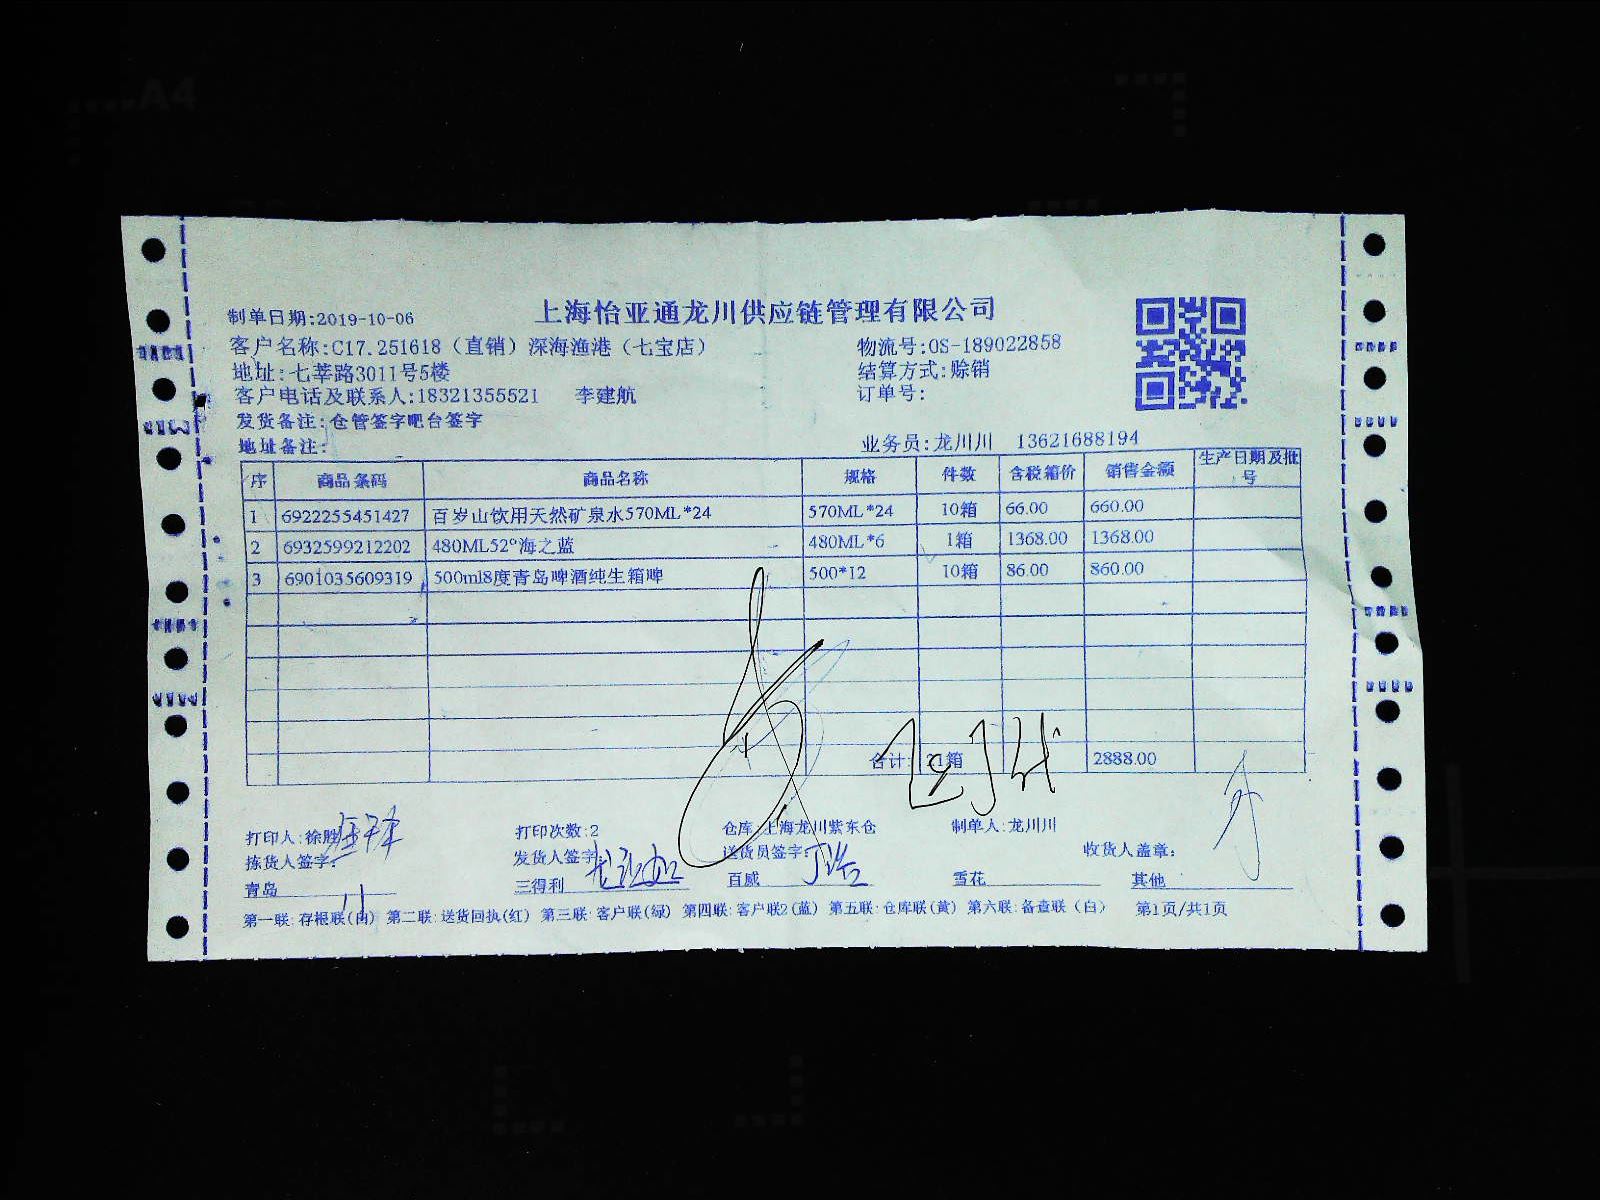 A4
上海怡亚通龙川供应链管理有限公司
制单日期:2019-10-06
客户名称:C17.251618（直销）深海渔港（七宝店） 物流号:OS-189022858
地址:七莘路3011号5楼 结算方式:赊销
客户电话及联系人:18321355521 李建航 订单号:
发货备注:仓管签字吧台签字
地址备注: 业务员:龙川川 13621688194
序 商品条码 商品名称 规格 件数 含税箱价 销售金额 生产日期及批号
1 6922255451427 百岁山饮用天然矿泉水570ML*24 570ML*24 10箱 66.00 660.00
2 6932599212202 480ML52°海之蓝 480ML*6 1箱 1368.00 1368.00
3 6901035609319 500ml8度青岛啤酒纯生箱啤 500*12 10箱 86.00 860.00
合计: 21箱 2888.00
打印人:徐胜 打印次数:2 仓库:上海龙川紫东仓 制单人:龙川川
拣货人签字: 发货人签字: 送货员签字: 收货人盖章:
青岛 三得利 百威 雪花 其他
第一联:存根联(白) 第二联:送货回执(红) 第三联:客户联(绿) 第四联:客户联2(蓝) 第五联:仓库联(黄) 第六联:备查联（白） 第1页/共1页